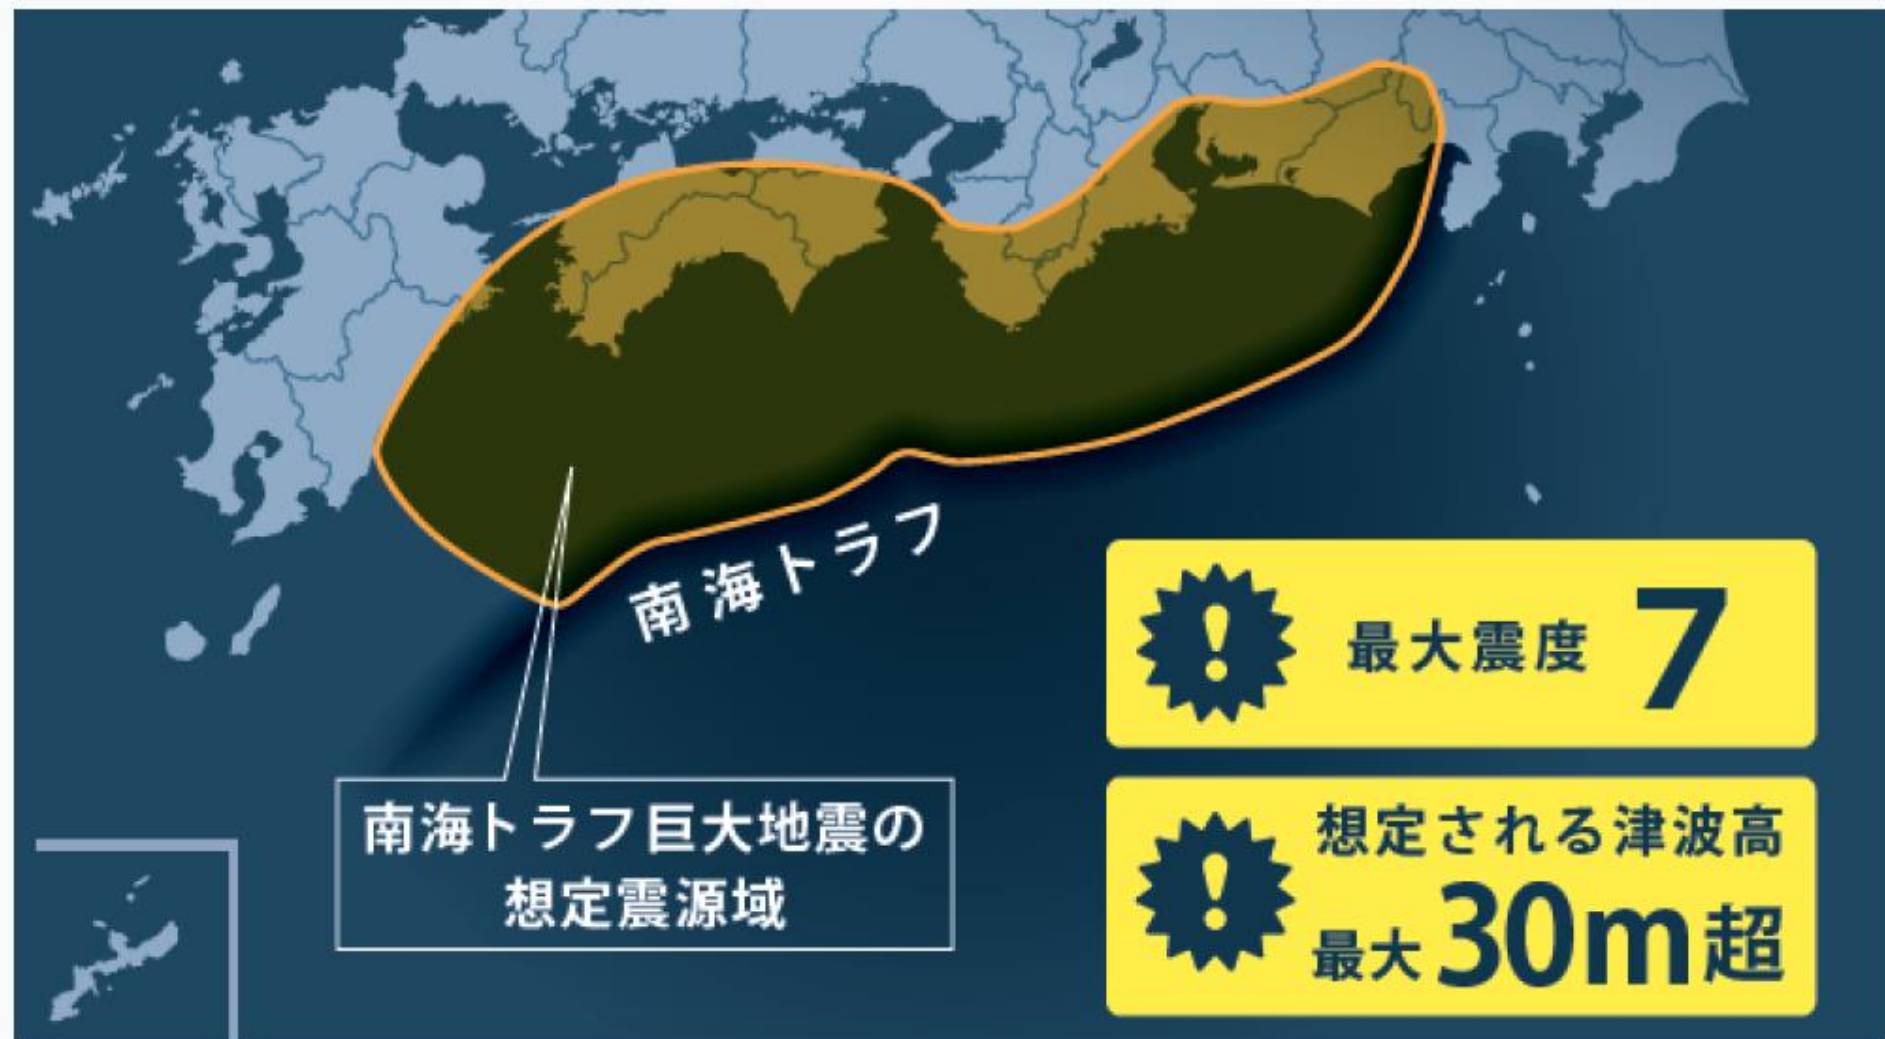 南海トラフ
最大震度 7
南海トラフ巨大地震の
想定震源域
想定される津波高
最大30m超